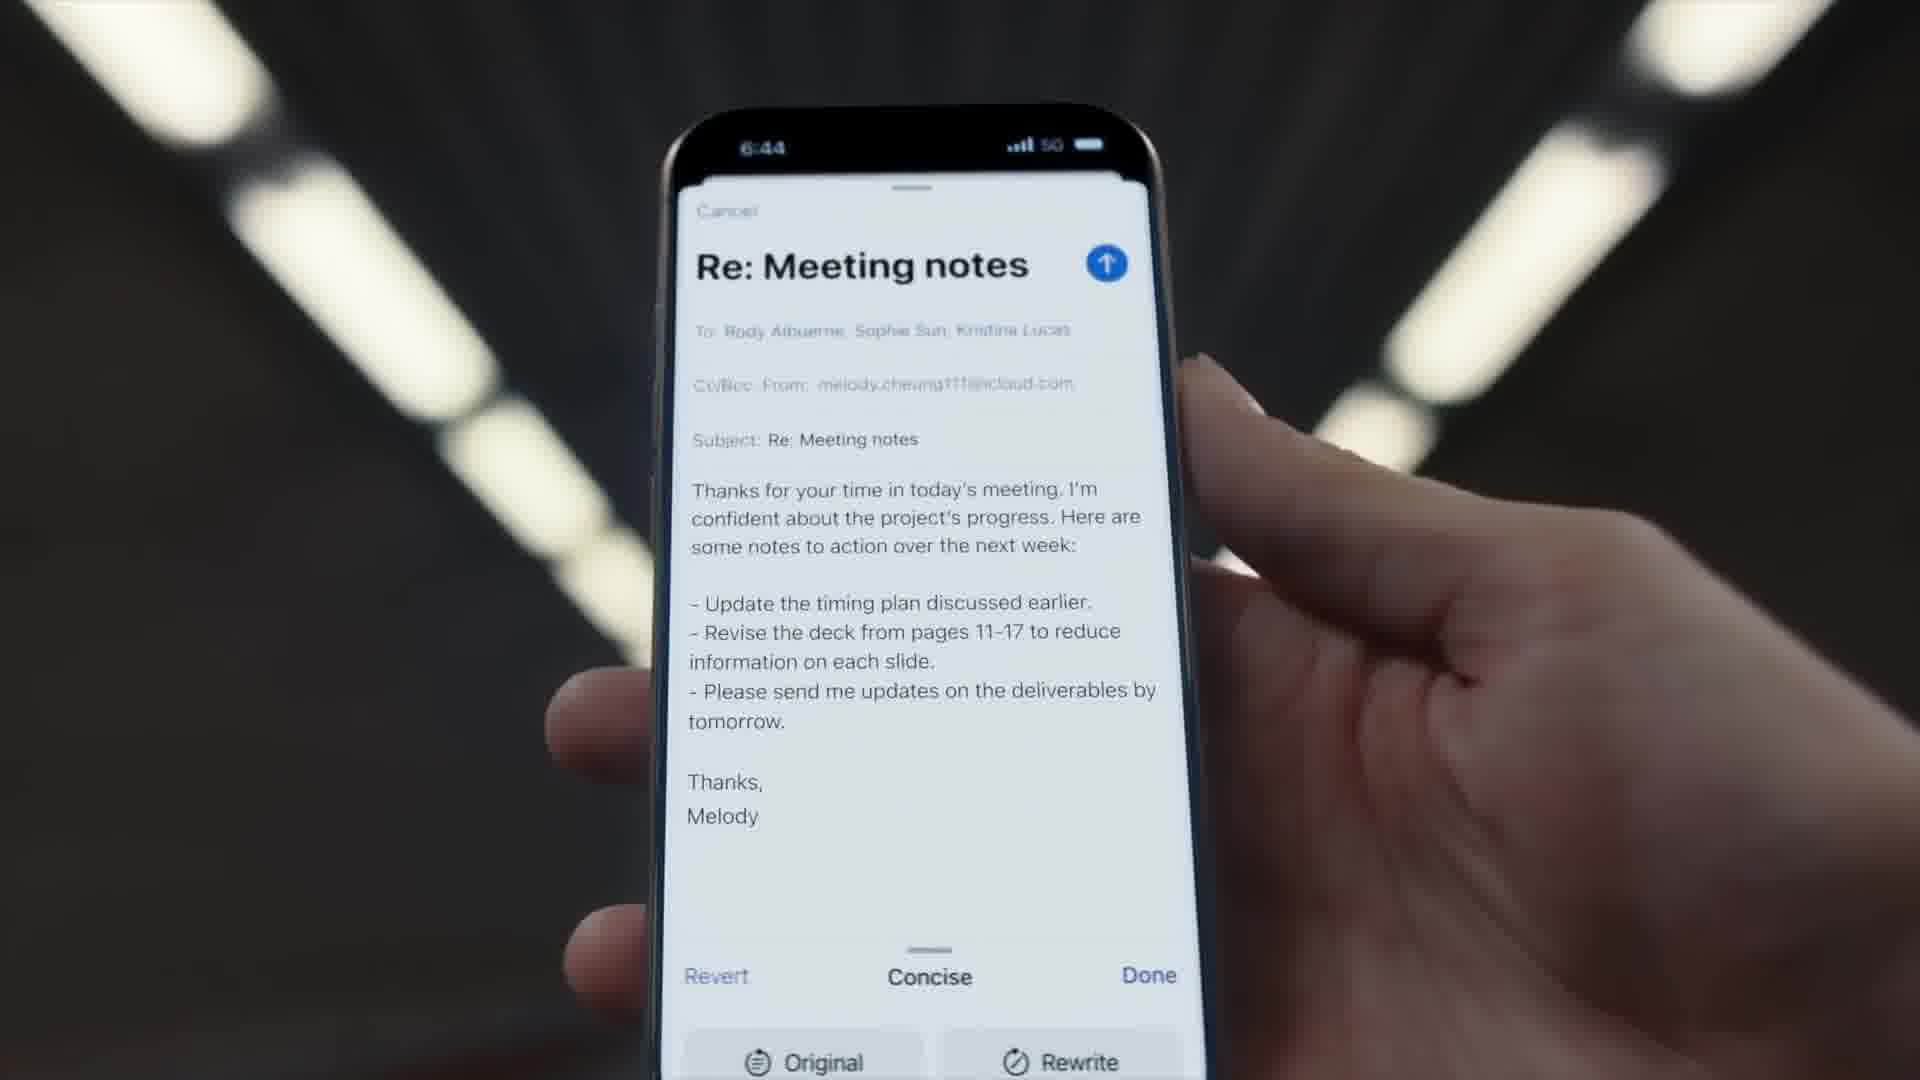 6:44
5G
Cancel
Re: Meeting notes
To: Rody Albuerne, Sophie Sun, Kristina Lucas
Cc/Bcc, From: melody.cheung111@icloud.com
Subject: Re: Meeting notes
Thanks for your time in today's meeting. I'm
confident about the project's progress. Here are
some notes to action over the next week:
- Update the timing plan discussed earlier.
- Revise the deck from pages 11-17 to reduce
information on each slide.
- Please send me updates on the deliverables by
tomorrow.
Thanks,
Melody
Revert
Concise
Done
Original
Rewrite